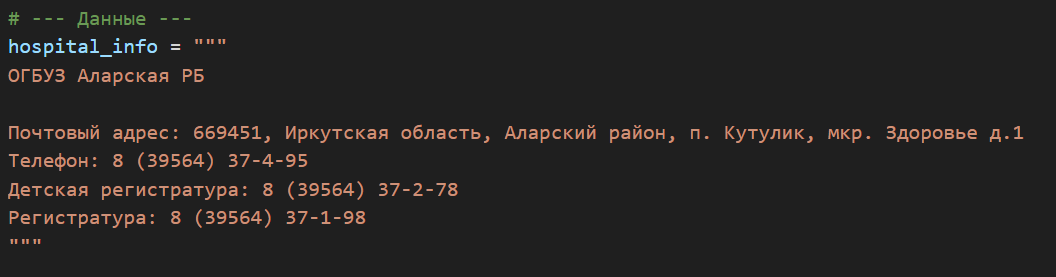 # --- Данные ---
hospital_info = """
ОГБУЗ Аларская РБ
Почтовый адрес: 669451, Иркутская область, Аларский район, п. Кутулик, мкр. Здоровье д.1
Телефон: 8 (39564) 37-4-95
Детская регистратура: 8 (39564) 37-2-78
Регистратура: 8 (39564) 37-1-98
"""